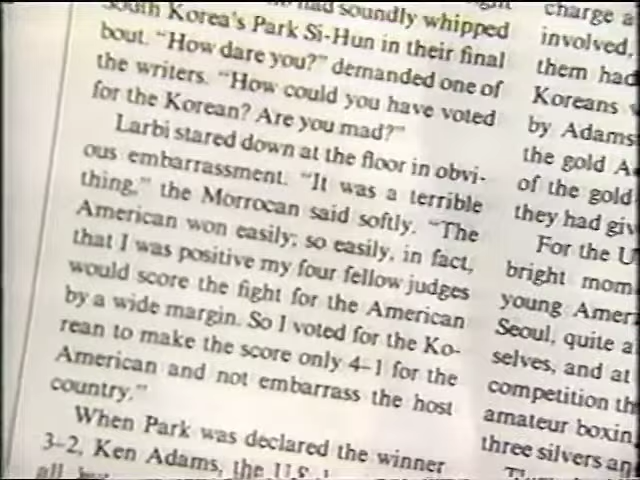 had soundly whipped
South Korea's Park Si-Hun in their final
bout. "How dare you?" demanded one of
the writers. "How could you have voted
for the Korean? Are you mad?"
Larbi stared down at the floor in obvi-
ous embarrassment. "It was a terrible
thing," the Morrocan said softly. "The
American won easily; so easily, in fact,
that I was positive my four fellow judges
would score the fight for the American
by a wide margin. So I voted for the Ko-
rean to make the score only 4–1 for the
American and not embarrass the host
country."
When Park was declared the winner
3–2, Ken Adams, the U.S.
all
charge a
involved,
them had
Koreans
by Adams
the gold
of the gold
they had
For the U
bright mom
young Amer
Seoul, quite a
selves, and at
competition th
amateur boxin
three silvers an